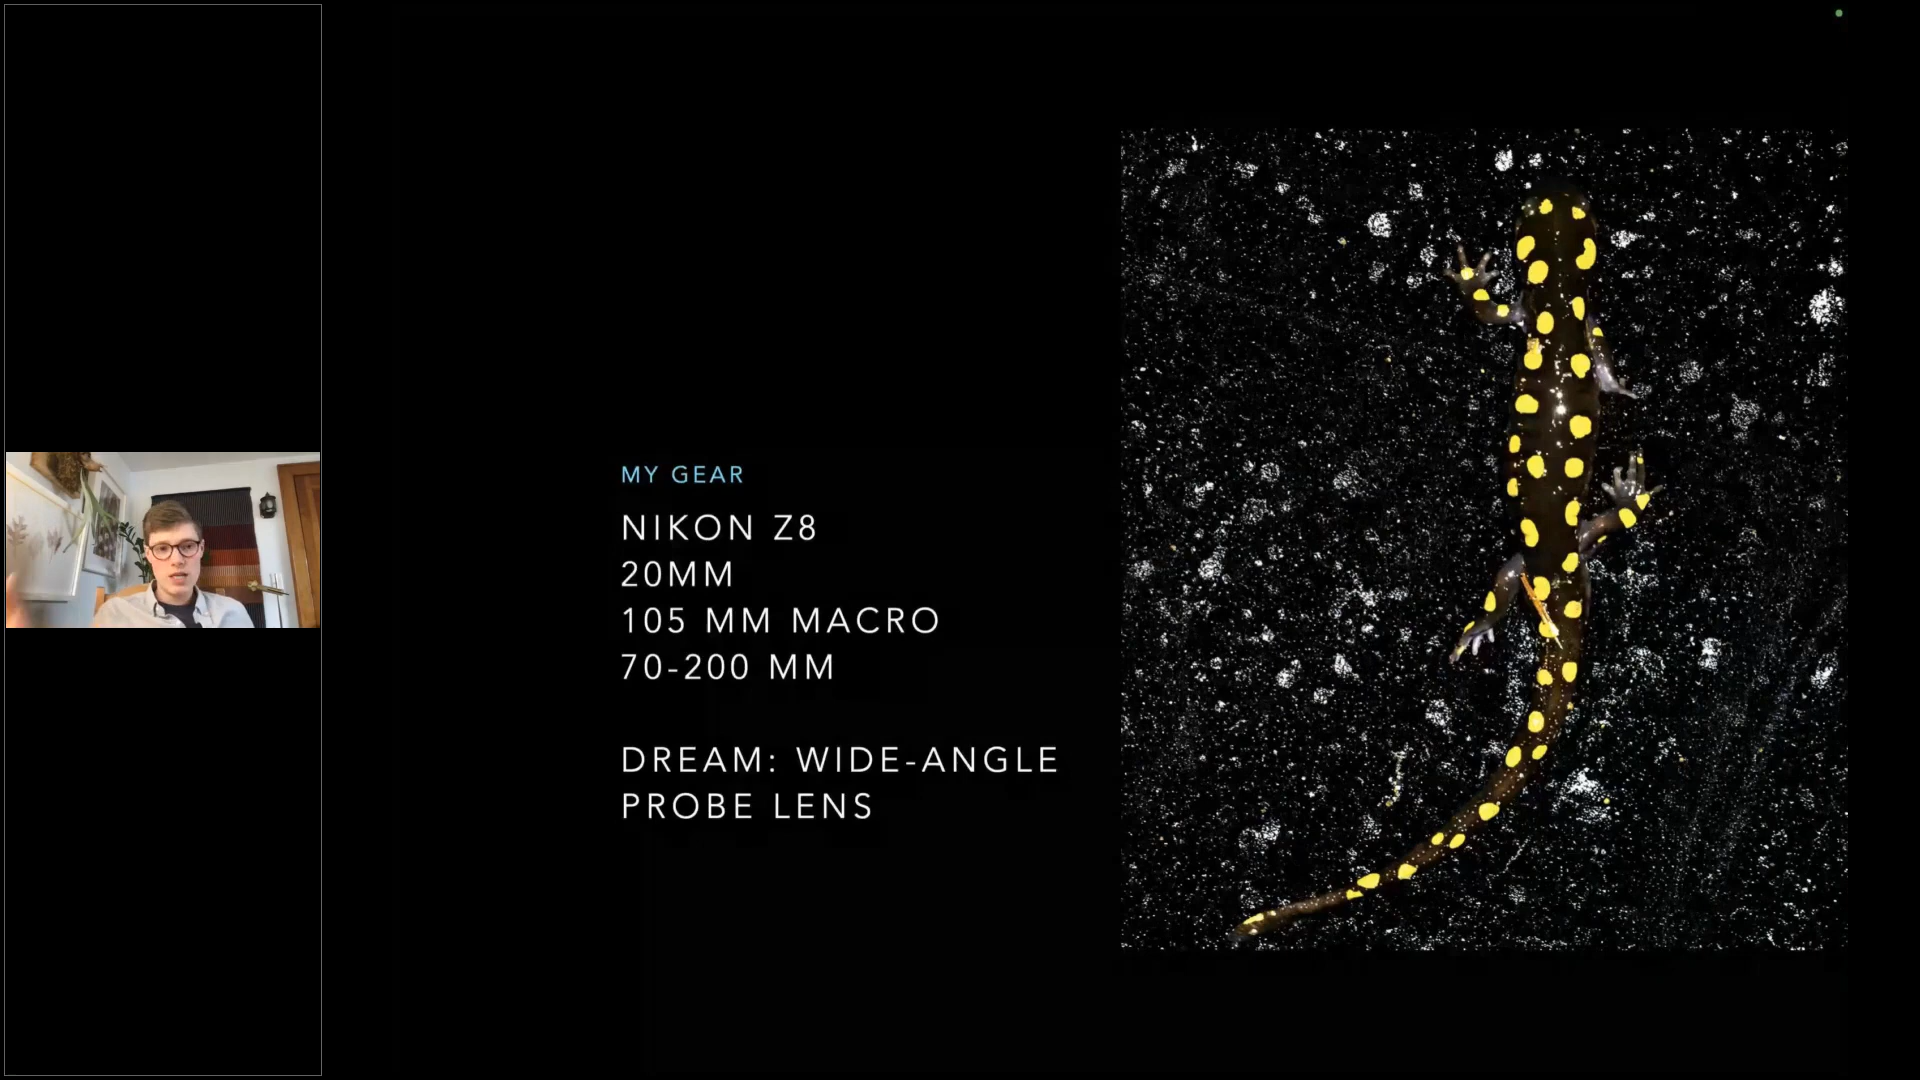 MY GEAR
NIKON Z8
20MM
105 MM MACRO
70-200 MM
DREAM: WIDE-ANGLE
PROBE LENS